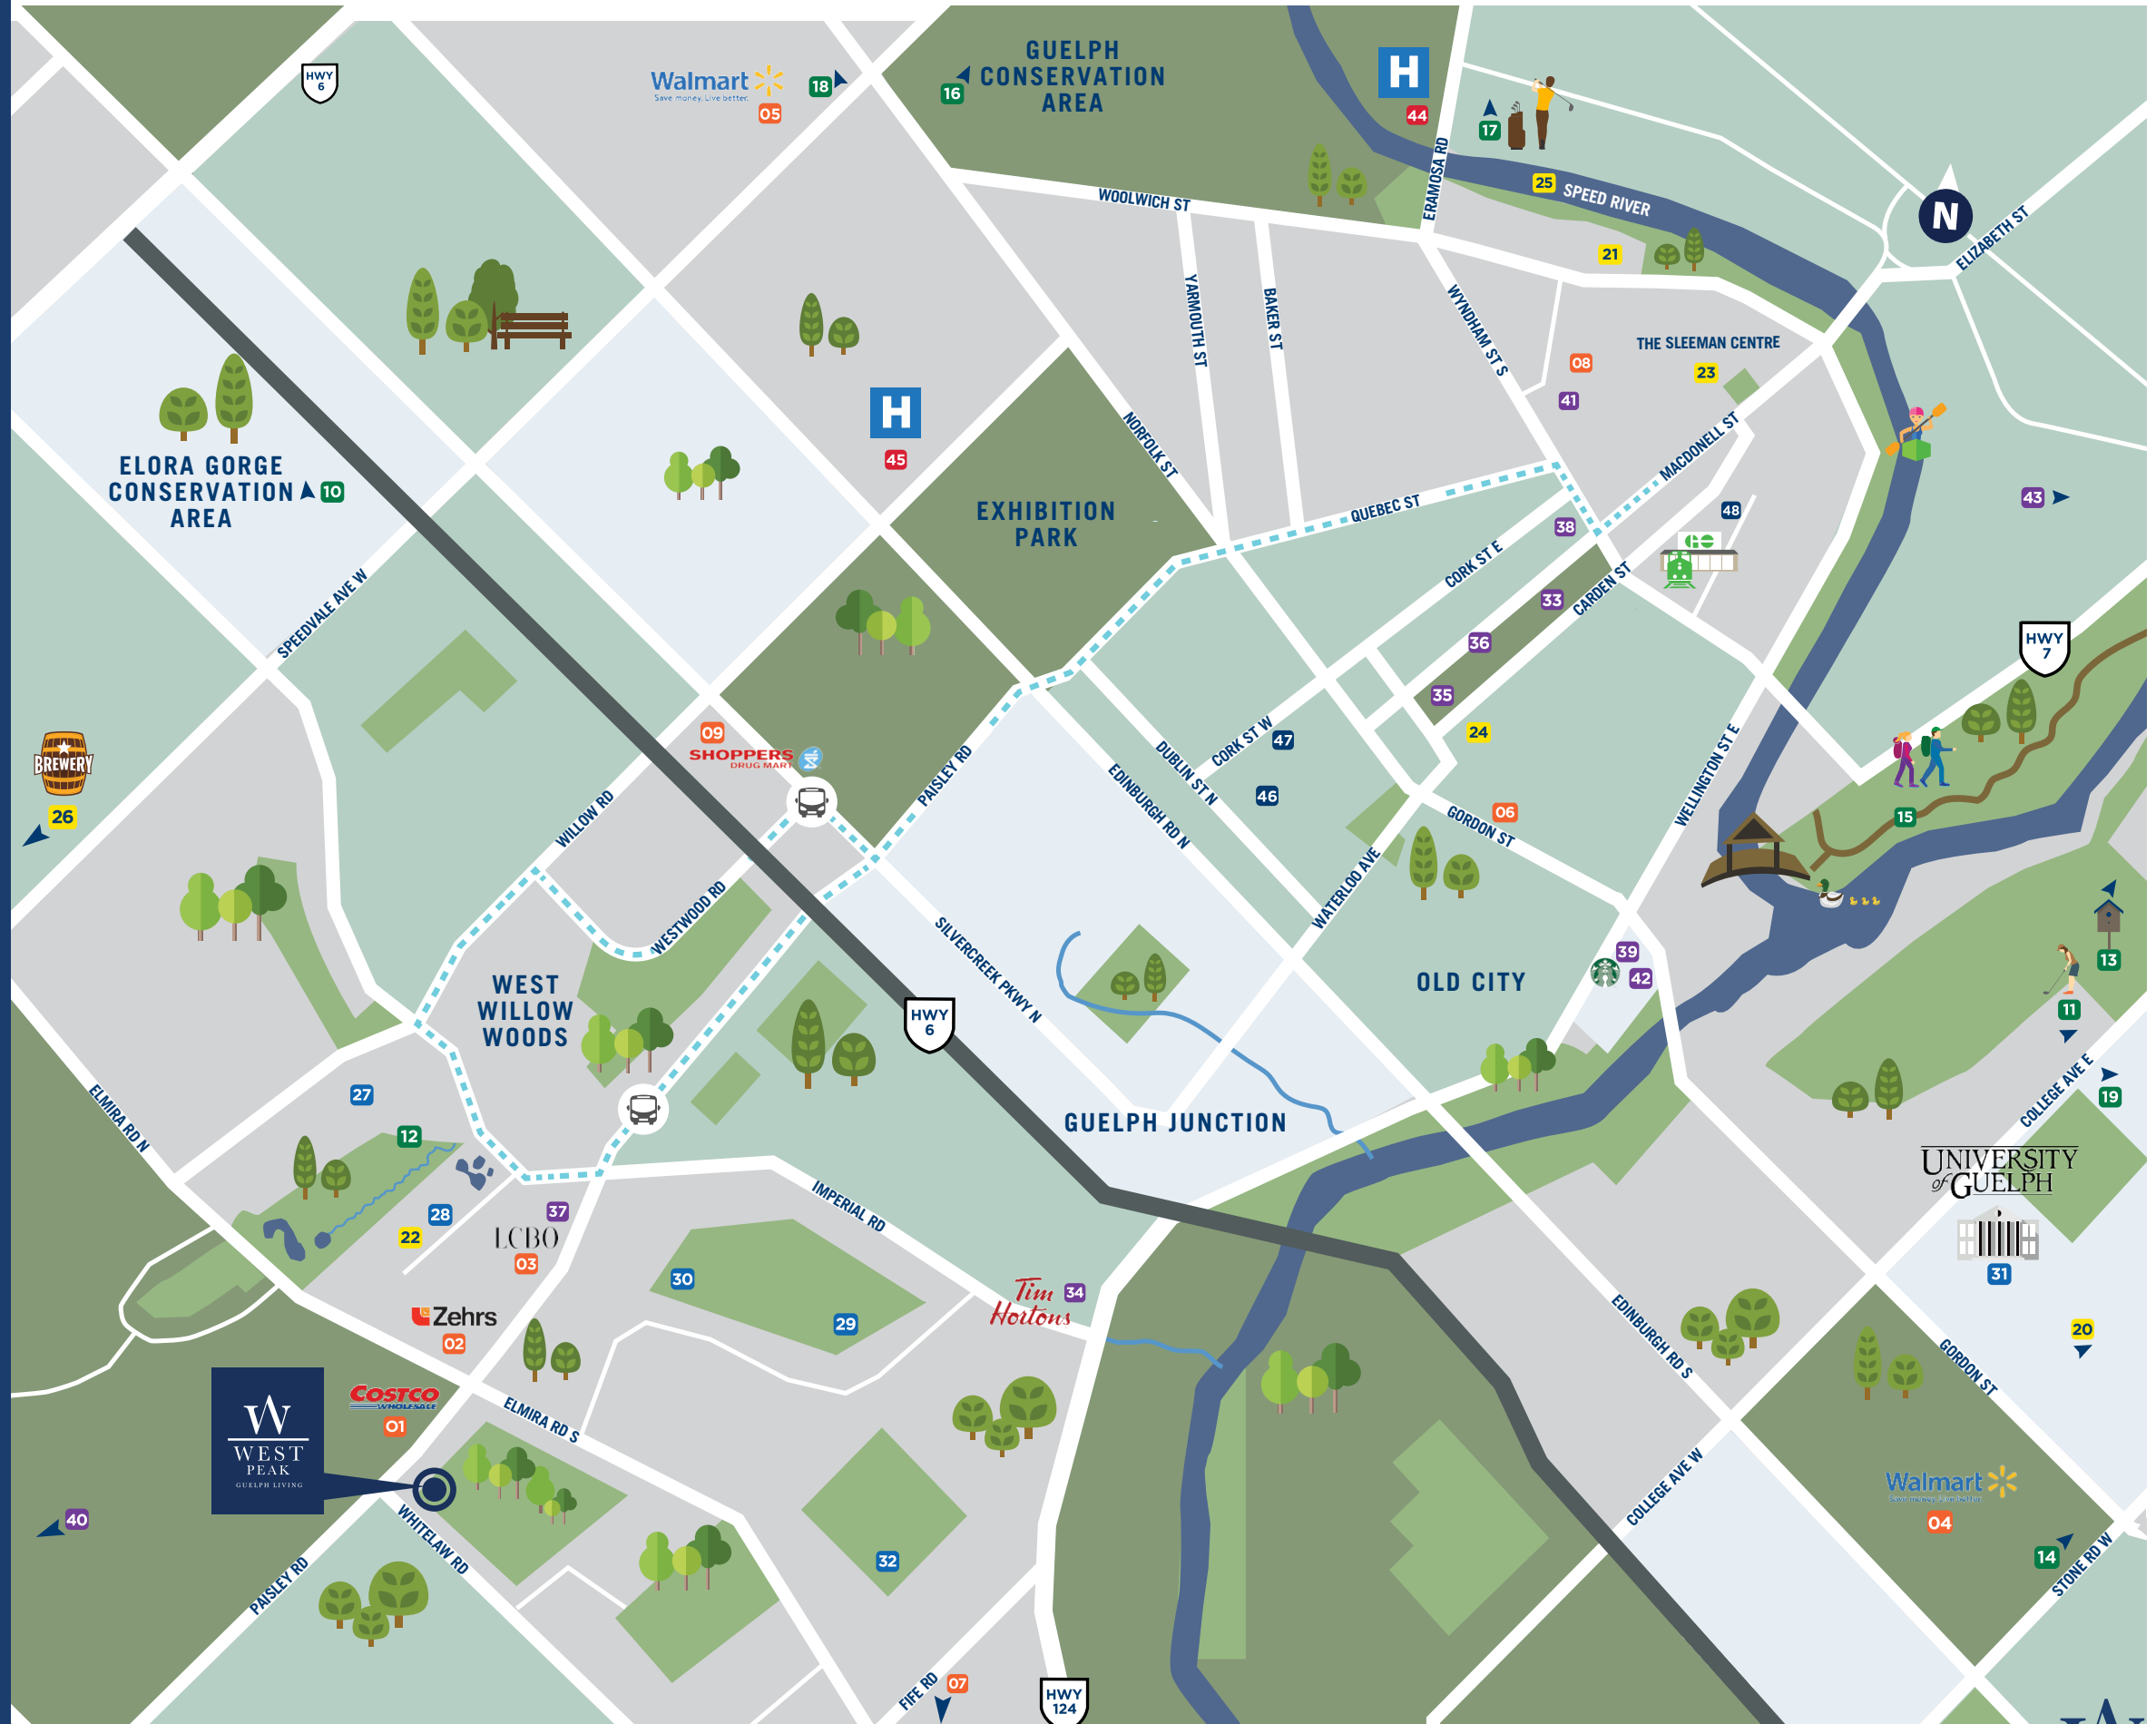 HWY
6
Walmart
Save money. Live better.
05
18
16
GUELPH
CONSERVATION
AREA
H
44
17
ERAMOSA RD
25
SPEED RIVER
N
ELIZABETH ST
WOOLWICH ST
21
YARMOUTH ST
BAKER ST
WYNDHAM ST S
THE SLEEMAN CENTRE
08
23
41
H
45
ELORA GORGE
CONSERVATION
AREA
10
NORFOLK ST
MACDONELL ST
EXHIBITION
PARK
QUEBEC ST
43
38
48
GO
CORK ST E
SPEEDVALE AVE W
33
CARDEN ST
36
HWY
7
35
24
09
SHOPPERS
DRUG MART
BREWERY
26
PAISLEY RD
CORK ST W
47
46
DUBLIN ST N
EDINBURGH RD N
WELLINGTON ST E
WILLOW RD
06
GORDON ST
15
WESTWOOD RD
WATERLOO AVE
SILVERCREEK PKWY N
WEST
WILLOW
WOODS
OLD CITY
39
42
13
11
HWY
6
ELMIRA RD N
27
12
GUELPH JUNCTION
COLLEGE AVE E
19
UNIVERSITY
of GUELPH
31
28
22
37
LCBO
03
IMPERIAL RD
30
29
Tim
Hortons
34
Zehrs
02
EDINBURGH RD S
20
GORDON ST
W
WEST
PEAK
GUELPH LIVING
COSTCO
WHOLESALE
01
ELMIRA RD S
COLLEGE AVE W
Walmart
Save money. Live better.
04
40
WHITELAW RD
PAISLEY RD
32
14
STONE RD W
FIFE RD
07
HWY
124